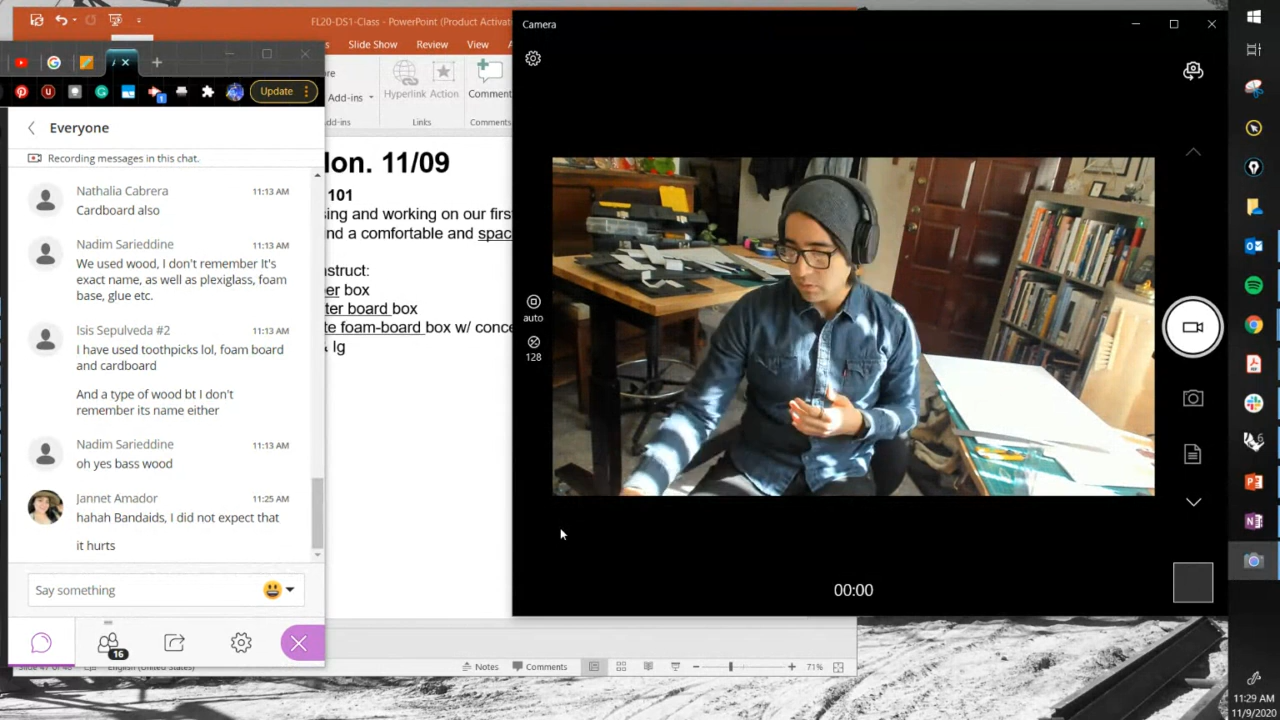 FL20-DS1-Class - PowerPoint (Product Activat
Camera
Slide Show
Review
View
Update
Add-ins
Hyperlink
Action
Comment
Links
Comments
Everyone
Recording messages in this chat.
Nathalia Cabrera
11:13 AM
Cardboard also
Nadim Sarieddine
11:13 AM
We used wood, I don't remember It's
exact name, as well as plexiglass, foam
base, glue etc.
Isis Sepulveda #2
11:13 AM
I have used toothpicks lol, foam board
and cardboard
And a type of wood bt I don't
remember its name either
Nadim Sarieddine
11:13 AM
oh yes bass wood
Jannet Amador
11:25 AM
hahah Bandaids, I did not expect that
it hurts
Say something
16
on. 11/09
101
sing and working on our firs
nd a comfortable and spac
struct:
er box
ter board box
te foam-board box w/ conce
& lg
auto
128
00:00
English (United States)
Notes
Comments
71%
11:29 AM
11/9/2020